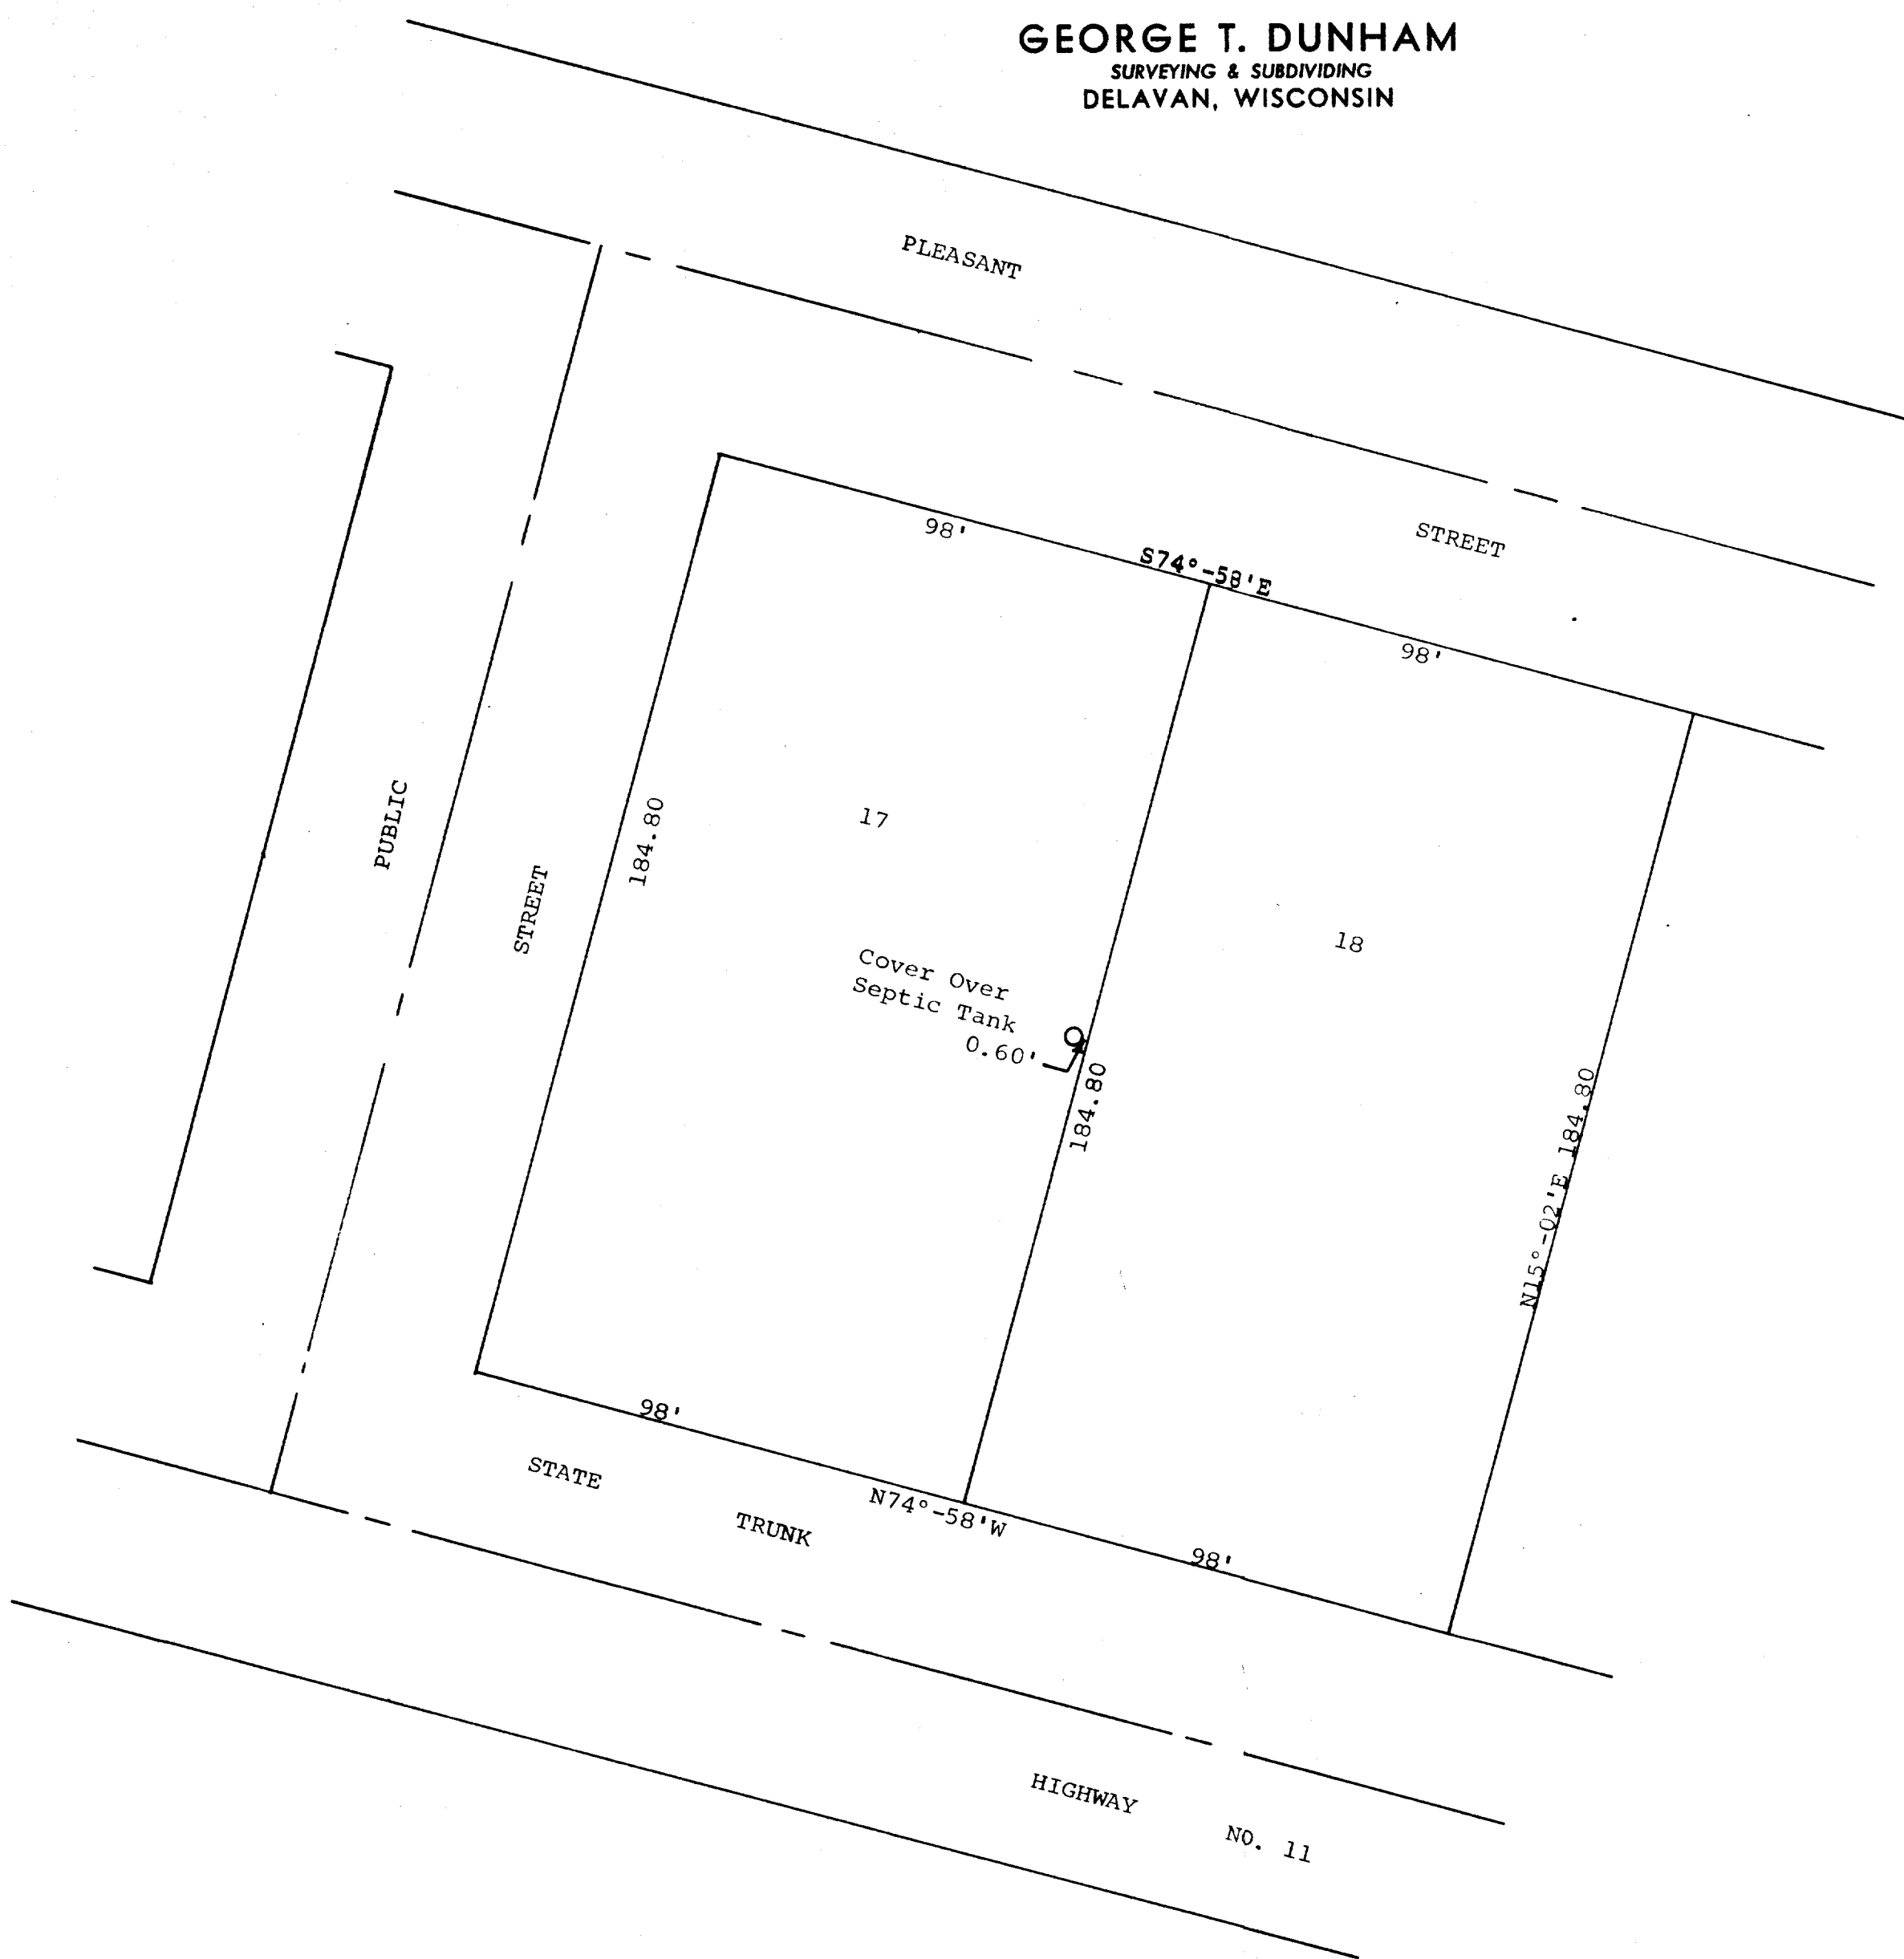 GEORGE T. DUNHAM
SURVEYING & SUBDIVIDING
DELAVAN, WISCONSIN
PLEASANT
STREET
98'
S74°-58'E
98'
PUBLIC
STREET
184.80
17
18
Cover Over
Septic Tank
0.60'
184.80
N15°-02'E 184.80
98'
N74°-58'W
98'
STATE
TRUNK
HIGHWAY
NO. 11